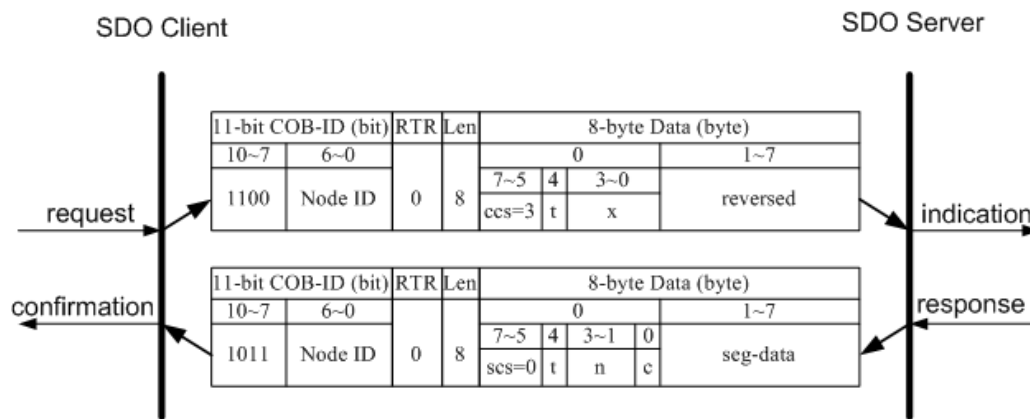 SDO Client
SDO Server
11-bit COB-ID (bit) RTR Len 8-byte Data (byte)
10~7 6~0 0 1~7
7~5 4 3~0
1100 Node ID 0 8 reversed
ccs=3 t x
request
indication
11-bit COB-ID (bit) RTR Len 8-byte Data (byte)
confirmation
response
10~7 6~0 0 1~7
7~5 4 3~1 0
1011 Node ID 0 8 seg-data
scs=0 t n c